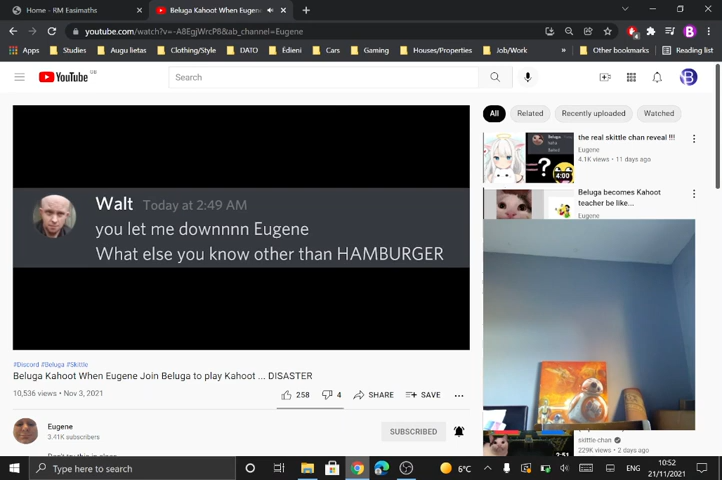 Home - RM Easimaths
Beluga Kahoot When Eugene
youtube.com/watch?v=-A8EgjWrcP8&ab_channel=Eugene
Apps
Studies
Augu lietas
Clothing/Style
DATO
Edieni
Cars
Gaming
Houses/Properties
Job/Work
»
Other bookmarks
Reading list
YouTube
Search
All
Related
Recently uploaded
Watched
Walt Today at 2:49 AM
you let me downnnn Eugene
What else you know other than HAMBURGER
the real skittle chan reveal !!!
Eugene
4.1K views • 11 days ago
4:00
Beluga becomes Kahoot
teacher be like...
Eugene
#Discord #Beluga #Skittle
Beluga Kahoot When Eugene Join Beluga to play Kahoot ... DISASTER
10,536 views • Nov 3, 2021
258
4
SHARE
SAVE
Eugene
3.41K subscribers
SUBSCRIBED
skittle-chan
229K views • 2 days ago
2:51
Type here to search
6°C
ENG
10:52
21/11/2021